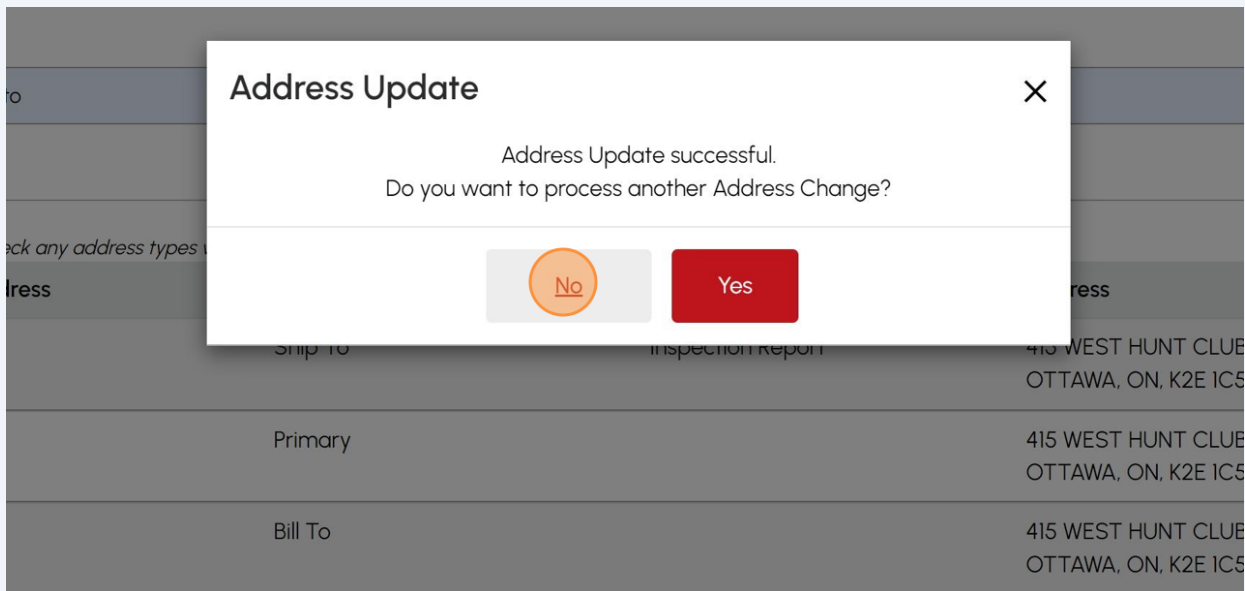 Address Update
Address Update successful.
Do you want to process another Address Change?
No
Yes
to
eck any address types
dress
ress
Ship To
Inspection Report
415 WEST HUNT CLUB
OTTAWA, ON, K2E 1C5
Primary
415 WEST HUNT CLUB
OTTAWA, ON, K2E 1C5
Bill To
415 WEST HUNT CLUB
OTTAWA, ON, K2E 1C5